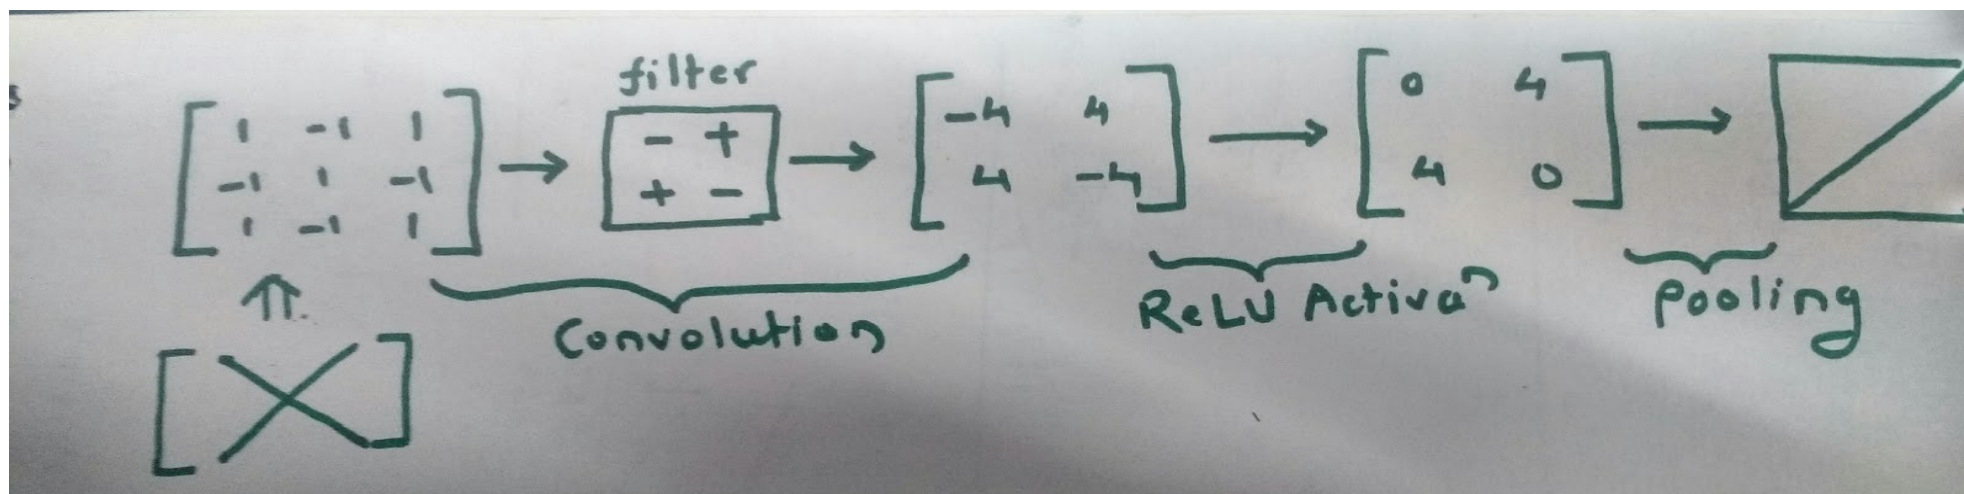 filter
1 -1 1
-1 1 -1
1 -1 1
- +
+ -
-4 4
4 -4
0 4
4 0
Convolution
ReLU Activaⁿ
Pooling